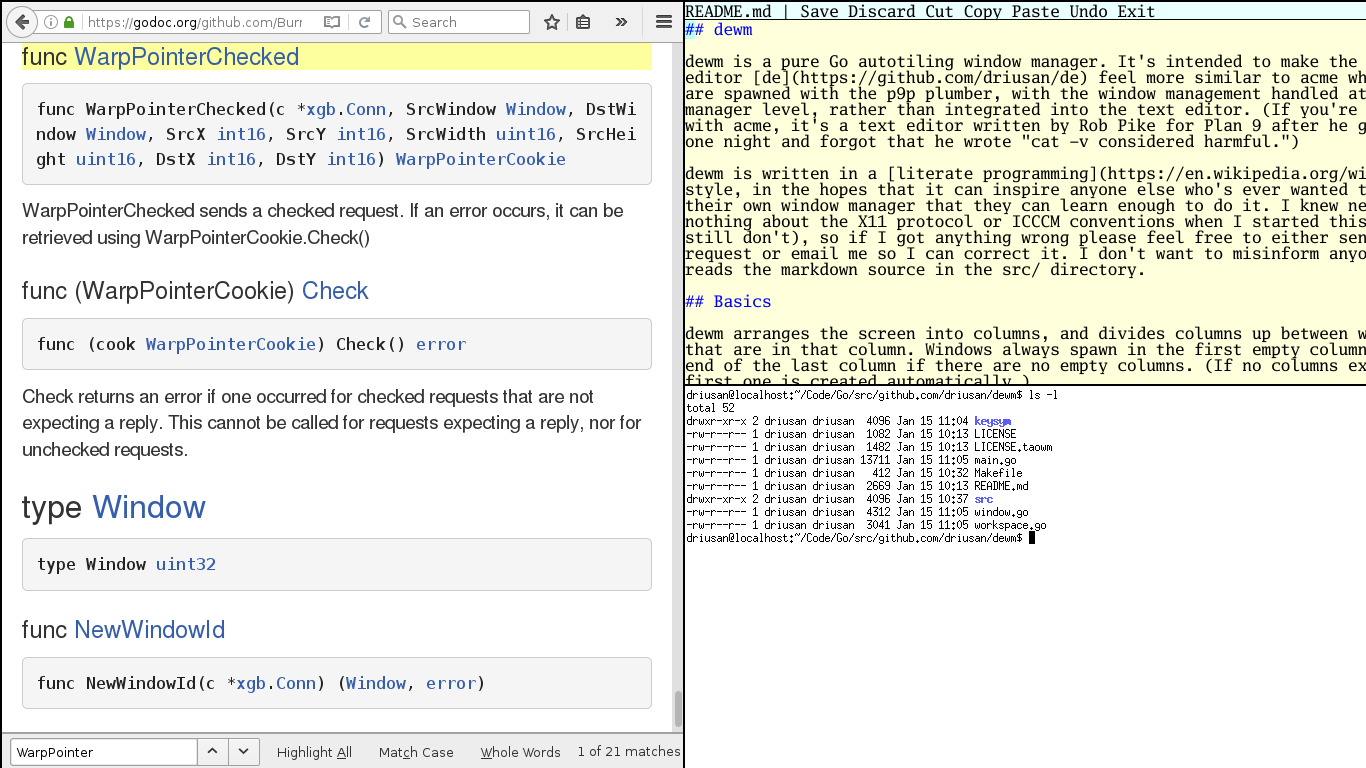 https://godoc.org/github.com/Burr
Search
func WarpPointerChecked
func WarpPointerChecked(c *xgb.Conn, SrcWindow Window, DstWi
ndow Window, SrcX int16, SrcY int16, SrcWidth uint16, SrcHei
ght uint16, DstX int16, DstY int16) WarpPointerCookie
WarpPointerChecked sends a checked request. If an error occurs, it can be
retrieved using WarpPointerCookie.Check()
func (WarpPointerCookie) Check
func (cook WarpPointerCookie) Check() error
Check returns an error if one occurred for checked requests that are not
expecting a reply. This cannot be called for requests expecting a reply, nor for
unchecked requests.
type Window
type Window uint32
func NewWindowId
func NewWindowId(c *xgb.Conn) (Window, error)
WarpPointer
Highlight All
Match Case
Whole Words
1 of 21 matches
README.md | Save Discard Cut Copy Paste Undo Exit
## dewm
dewm is a pure Go autotiling window manager. It's intended to make the
editor [de](https://github.com/driusan/de) feel more similar to acme wh
are spawned with the p9p plumber, with the window management handled at
manager level, rather than integrated into the text editor. (If you're
with acme, it's a text editor written by Rob Pike for Plan 9 after he g
one night and forgot that he wrote "cat -v considered harmful.")
dewm is written in a [literate programming](https://en.wikipedia.org/wi
style, in the hopes that it can inspire anyone else who's ever wanted t
their own window manager that they can learn enough to do it. I knew ne
nothing about the X11 protocol or ICCCM conventions when I started this
still don't), so if I got anything wrong please feel free to either sen
request or email me so I can correct it. I don't want to misinform anyo
reads the markdown source in the src/ directory.
## Basics
dewm arranges the screen into columns, and divides columns up between w
that are in that column. Windows always spawn in the first empty column
end of the last column if there are no empty columns. (If no columns ex
first one is created automatically.)
driusan@localhost:~/Code/Go/src/github.com/driusan/dewm$ ls -l
total 52
drwxr-xr-x 2 driusan driusan  4096 Jan 15 11:04 keysym
-rw-r--r-- 1 driusan driusan  1082 Jan 15 10:13 LICENSE
-rw-r--r-- 1 driusan driusan  1482 Jan 15 10:13 LICENSE.taowm
-rw-r--r-- 1 driusan driusan 13711 Jan 15 11:05 main.go
-rw-r--r-- 1 driusan driusan   412 Jan 15 10:32 Makefile
-rw-r--r-- 1 driusan driusan  2669 Jan 15 10:13 README.md
drwxr-xr-x 2 driusan driusan  4096 Jan 15 10:37 src
-rw-r--r-- 1 driusan driusan  4312 Jan 15 11:05 window.go
-rw-r--r-- 1 driusan driusan  3041 Jan 15 11:05 workspace.go
driusan@localhost:~/Code/Go/src/github.com/driusan/dewm$